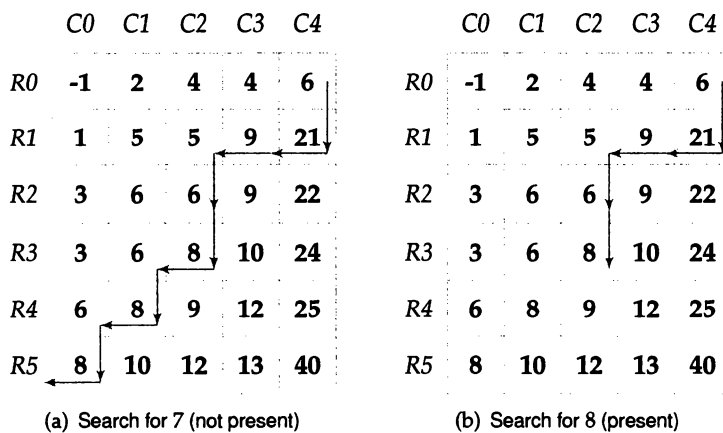 C0 C1 C2 C3 C4
R0 -1 2 4 4 6
R1 1 5 5 9 21
R2 3 6 6 9 22
R3 3 6 8 10 24
R4 6 8 9 12 25
R5 8 10 12 13 40
(a) Search for 7 (not present)
C0 C1 C2 C3 C4
R0 -1 2 4 4 6
R1 1 5 5 9 21
R2 3 6 6 9 22
R3 3 6 8 10 24
R4 6 8 9 12 25
R5 8 10 12 13 40
(b) Search for 8 (present)